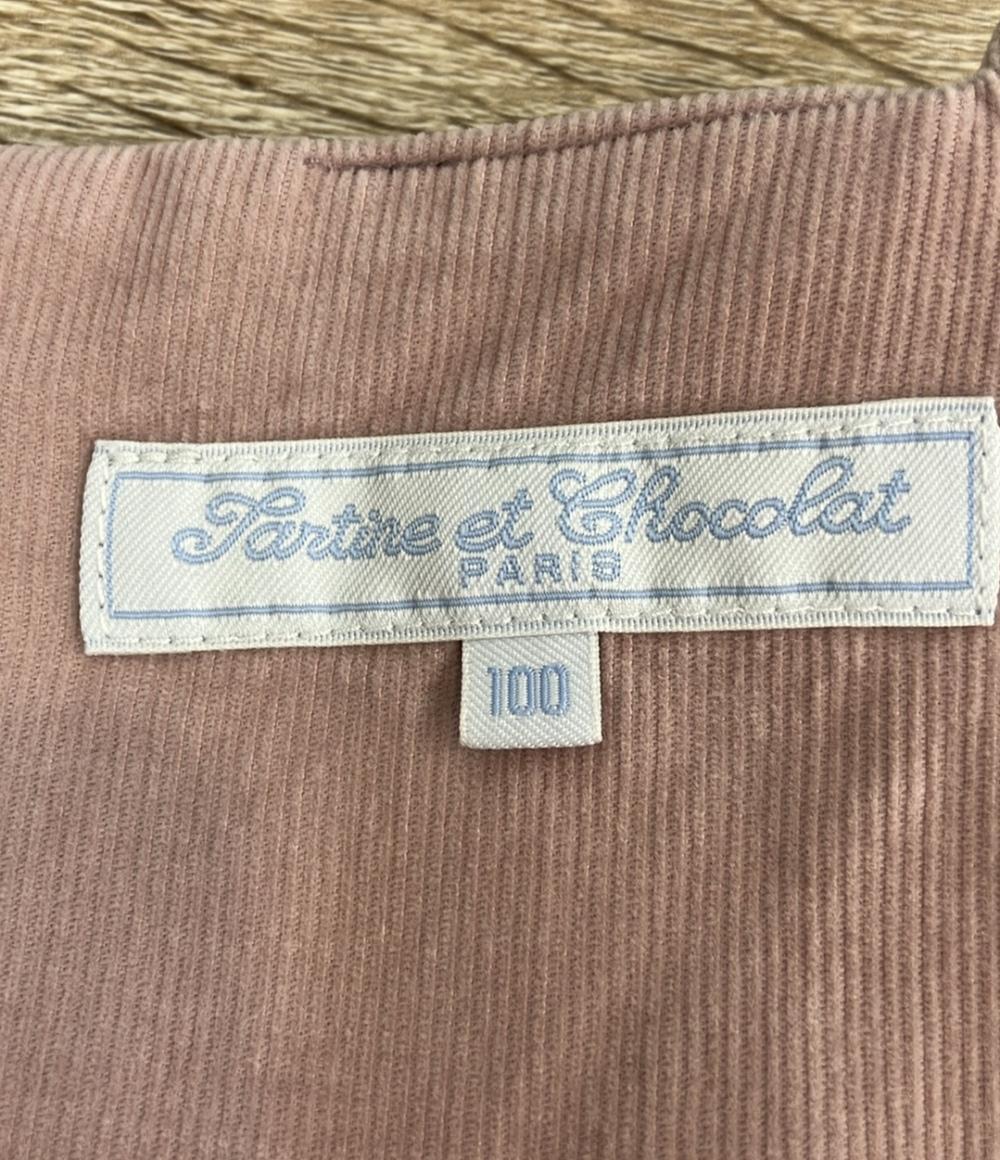 Tartine et Chocolat
PARIS
100